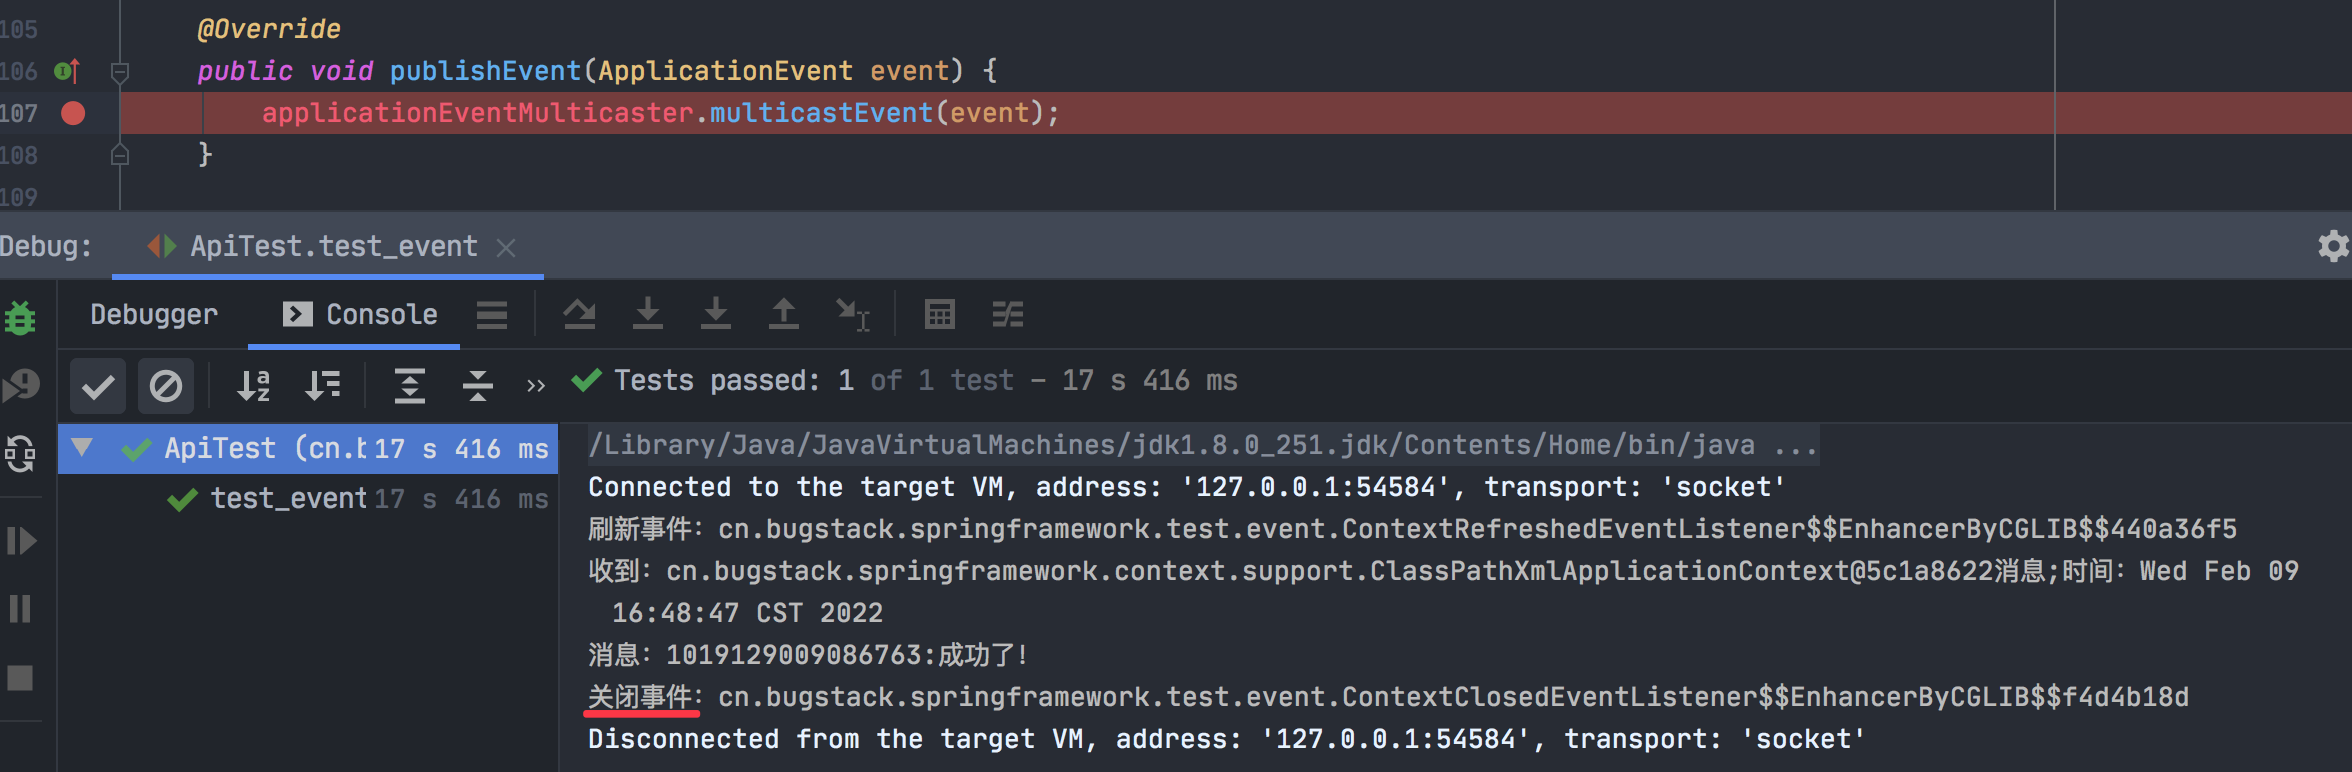 105 @Override
106 public void publishEvent(ApplicationEvent event) {
107 applicationEventMulticaster.multicastEvent(event);
108 }
109
Debug: ApiTest.test_event
Debugger Console
Tests passed: 1 of 1 test – 17 s 416 ms
ApiTest (cn.b 17 s 416 ms
test_event 17 s 416 ms
/Library/Java/JavaVirtualMachines/jdk1.8.0_251.jdk/Contents/Home/bin/java ...
Connected to the target VM, address: '127.0.0.1:54584', transport: 'socket'
刷新事件：cn.bugstack.springframework.test.event.ContextRefreshedEventListener$$EnhancerByCGLIB$$440a36f5
收到：cn.bugstack.springframework.context.support.ClassPathXmlApplicationContext@5c1a8622消息;时间：Wed Feb 09
16:48:47 CST 2022
消息：1019129009086763:成功了!
关闭事件：cn.bugstack.springframework.test.event.ContextClosedEventListener$$EnhancerByCGLIB$$f4d4b18d
Disconnected from the target VM, address: '127.0.0.1:54584', transport: 'socket'